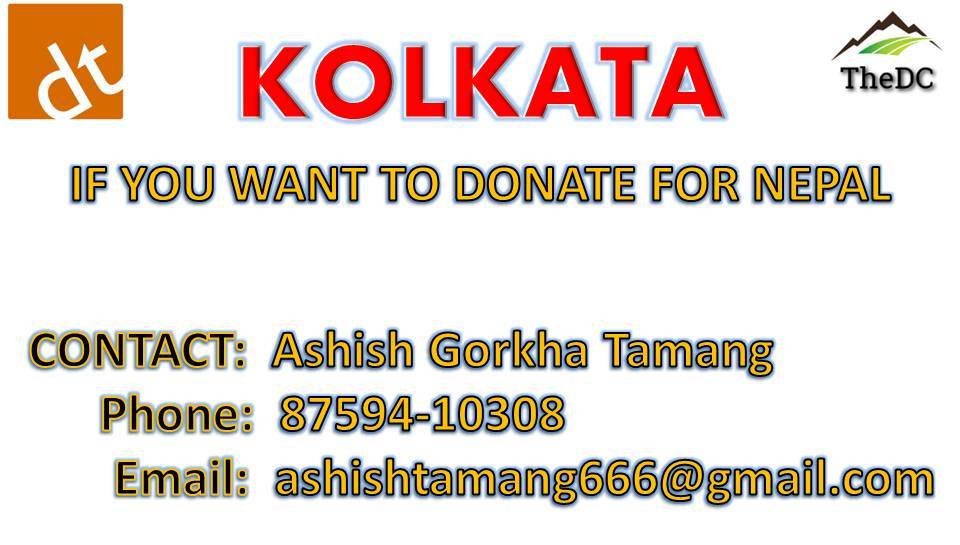 dt
KOLKATA
TheDC
IF YOU WANT TO DONATE FOR NEPAL
CONTACT: Ashish Gorkha Tamang
Phone: 87594-10308
Email: ashishtamang666@gmail.com